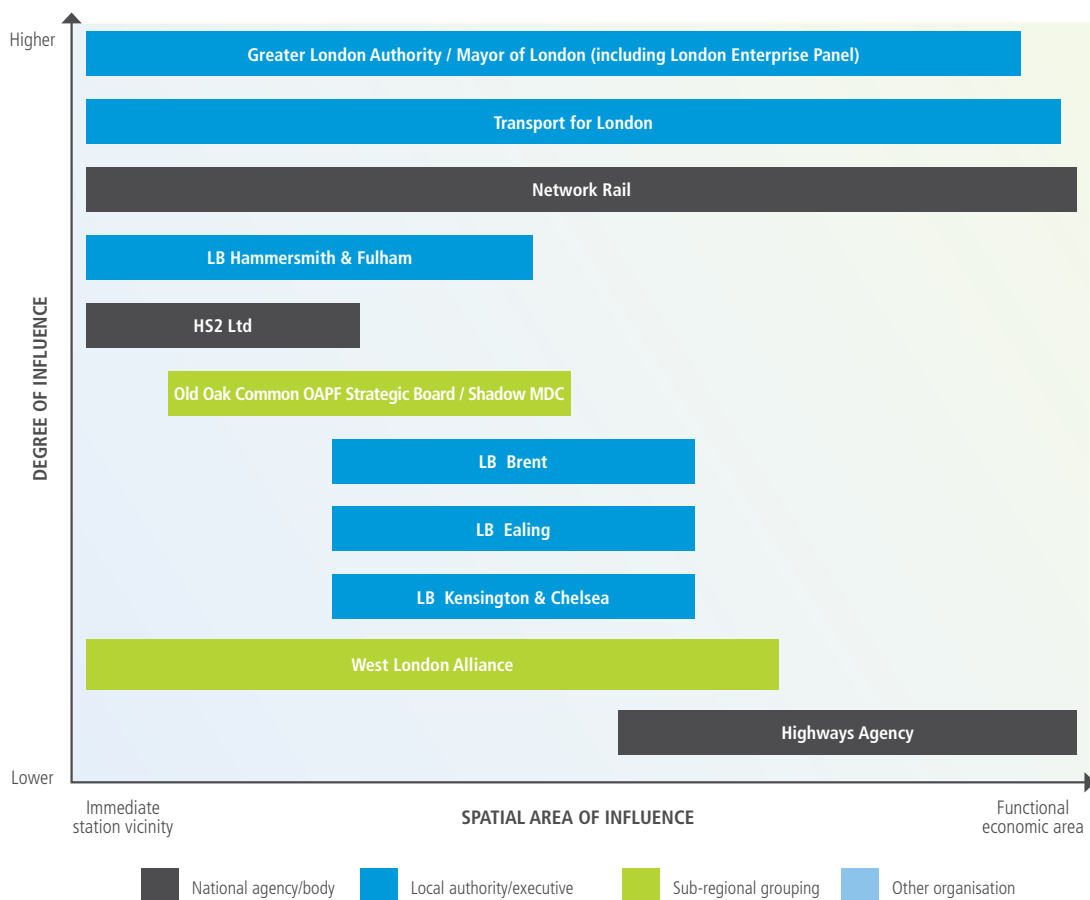 Higher
Greater London Authority / Mayor of London (including London Enterprise Panel)
Transport for London
Network Rail
LB Hammersmith & Fulham
HS2 Ltd
Old Oak Common OAPF Strategic Board / Shadow MDC
LB Brent
LB Ealing
LB Kensington & Chelsea
West London Alliance
Highways Agency
DEGREE OF INFLUENCE
Lower
Immediate
station vicinity
SPATIAL AREA OF INFLUENCE
Functional
economic area
National agency/body
Local authority/executive
Sub-regional grouping
Other organisation